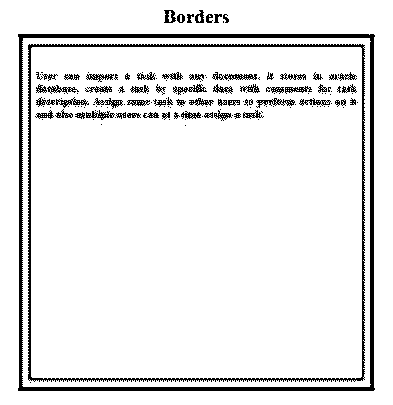 Borders
User can import a task with any document. it stores in oracle
database, create a task by specific data with comments for task
description. Assign same task to other users to perform actions on it
and also multiple users can at a time assign a task.